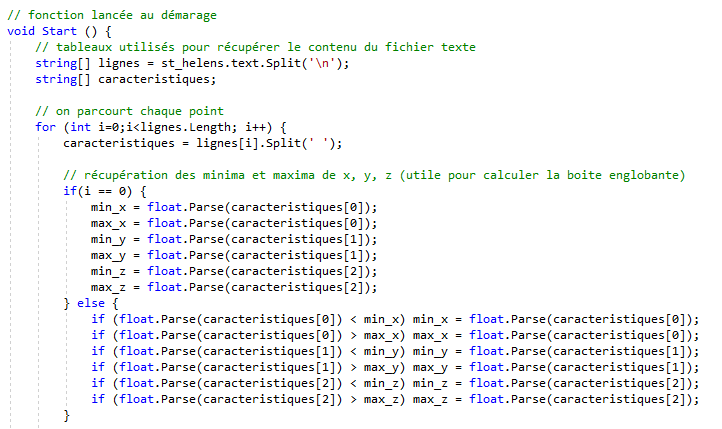 // fonction lancée au démarage
void Start () {
// tableaux utilisés pour récupérer le contenu du fichier texte
string[] lignes = st_helens.text.Split('\n');
string[] caracteristiques;
// on parcourt chaque point
for (int i=0;i<lignes.Length; i++) {
caracteristiques = lignes[i].Split(' ');
// récupération des minima et maxima de x, y, z (utile pour calculer la boite englobante)
if(i == 0) {
min_x = float.Parse(caracteristiques[0]);
max_x = float.Parse(caracteristiques[0]);
min_y = float.Parse(caracteristiques[1]);
max_y = float.Parse(caracteristiques[1]);
min_z = float.Parse(caracteristiques[2]);
max_z = float.Parse(caracteristiques[2]);
} else {
if (float.Parse(caracteristiques[0]) < min_x) min_x = float.Parse(caracteristiques[0]);
if (float.Parse(caracteristiques[0]) > max_x) max_x = float.Parse(caracteristiques[0]);
if (float.Parse(caracteristiques[1]) < min_y) min_y = float.Parse(caracteristiques[1]);
if (float.Parse(caracteristiques[1]) > max_y) max_y = float.Parse(caracteristiques[1]);
if (float.Parse(caracteristiques[2]) < min_z) min_z = float.Parse(caracteristiques[2]);
if (float.Parse(caracteristiques[2]) > max_z) max_z = float.Parse(caracteristiques[2]);
}